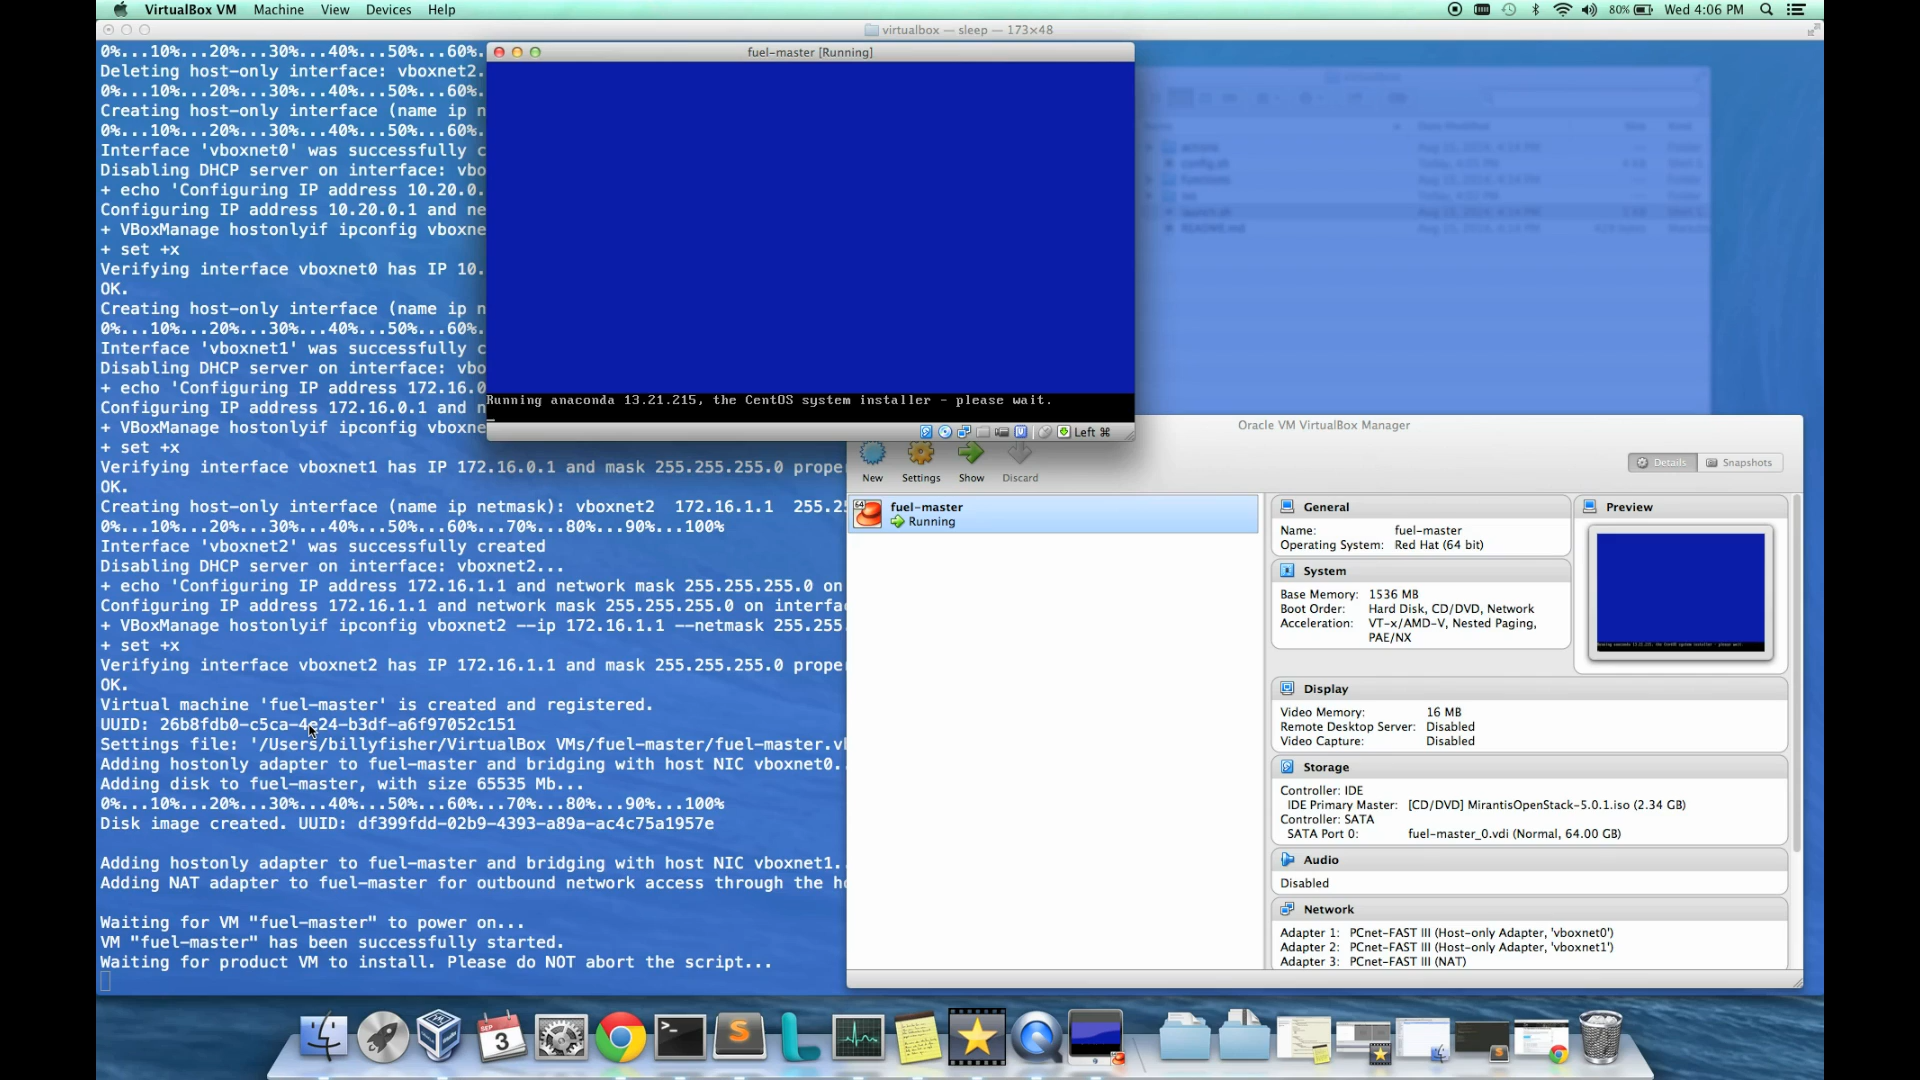 VirtualBox VM Machine View Devices Help
80% Wed 4:06 PM
virtualbox — sleep — 173×48
0%...10%...20%...30%...40%...50%...60%.
Deleting host-only interface: vboxnet2.
0%...10%...20%...30%...40%...50%...60%.
Creating host-only interface (name ip n
0%...10%...20%...30%...40%...50%...60%.
Interface 'vboxnet0' was successfully c
Disabling DHCP server on interface: vbo
+ echo 'Configuring IP address 10.20.0.
Configuring IP address 10.20.0.1 and ne
+ VBoxManage hostonlyif ipconfig vboxne
+ set +x
Verifying interface vboxnet0 has IP 10.
OK.
Creating host-only interface (name ip n
0%...10%...20%...30%...40%...50%...60%.
Interface 'vboxnet1' was successfully c
Disabling DHCP server on interface: vbo
+ echo 'Configuring IP address 172.16.0
Configuring IP address 172.16.0.1 and n
+ VBoxManage hostonlyif ipconfig vboxne
+ set +x
Verifying interface vboxnet1 has IP 172.16.0.1 and mask 255.255.255.0 proper
OK.
Creating host-only interface (name ip netmask): vboxnet2  172.16.1.1  255.2
0%...10%...20%...30%...40%...50%...60%...70%...80%...90%...100%
Interface 'vboxnet2' was successfully created
Disabling DHCP server on interface: vboxnet2...
+ echo 'Configuring IP address 172.16.1.1 and network mask 255.255.255.0 on
Configuring IP address 172.16.1.1 and network mask 255.255.255.0 on interfac
+ VBoxManage hostonlyif ipconfig vboxnet2 --ip 172.16.1.1 --netmask 255.255.
+ set +x
Verifying interface vboxnet2 has IP 172.16.1.1 and mask 255.255.255.0 proper
OK.
Virtual machine 'fuel-master' is created and registered.
UUID: 26b8fdb0-c5ca-4e24-b3df-a6f97052c151
Settings file: '/Users/billyfisher/VirtualBox VMs/fuel-master/fuel-master.vb
Adding hostonly adapter to fuel-master and bridging with host NIC vboxnet0..
Adding disk to fuel-master, with size 65535 Mb...
0%...10%...20%...30%...40%...50%...60%...70%...80%...90%...100%
Disk image created. UUID: df399fdd-02b9-4393-a89a-ac4c75a1957e
Adding hostonly adapter to fuel-master and bridging with host NIC vboxnet1..
Adding NAT adapter to fuel-master for outbound network access through the ho
Waiting for VM "fuel-master" to power on...
VM "fuel-master" has been successfully started.
Waiting for product VM to install. Please do NOT abort the script...
fuel-master [Running]
Running anaconda 13.21.215, the CentOS system installer - please wait.
Left ⌘
Oracle VM VirtualBox Manager
New Settings Show Discard
Details Snapshots
64 fuel-master
Running
General
Name: fuel-master
Operating System: Red Hat (64 bit)
System
Base Memory: 1536 MB
Boot Order: Hard Disk, CD/DVD, Network
Acceleration: VT-x/AMD-V, Nested Paging,
PAE/NX
Preview
Display
Video Memory: 16 MB
Remote Desktop Server: Disabled
Video Capture: Disabled
Storage
Controller: IDE
IDE Primary Master: [CD/DVD] MirantisOpenStack-5.0.1.iso (2.34 GB)
Controller: SATA
SATA Port 0: fuel-master_0.vdi (Normal, 64.00 GB)
Audio
Disabled
Network
Adapter 1: PCnet-FAST III (Host-only Adapter, 'vboxnet0')
Adapter 2: PCnet-FAST III (Host-only Adapter, 'vboxnet1')
Adapter 3: PCnet-FAST III (NAT)
SEP
3